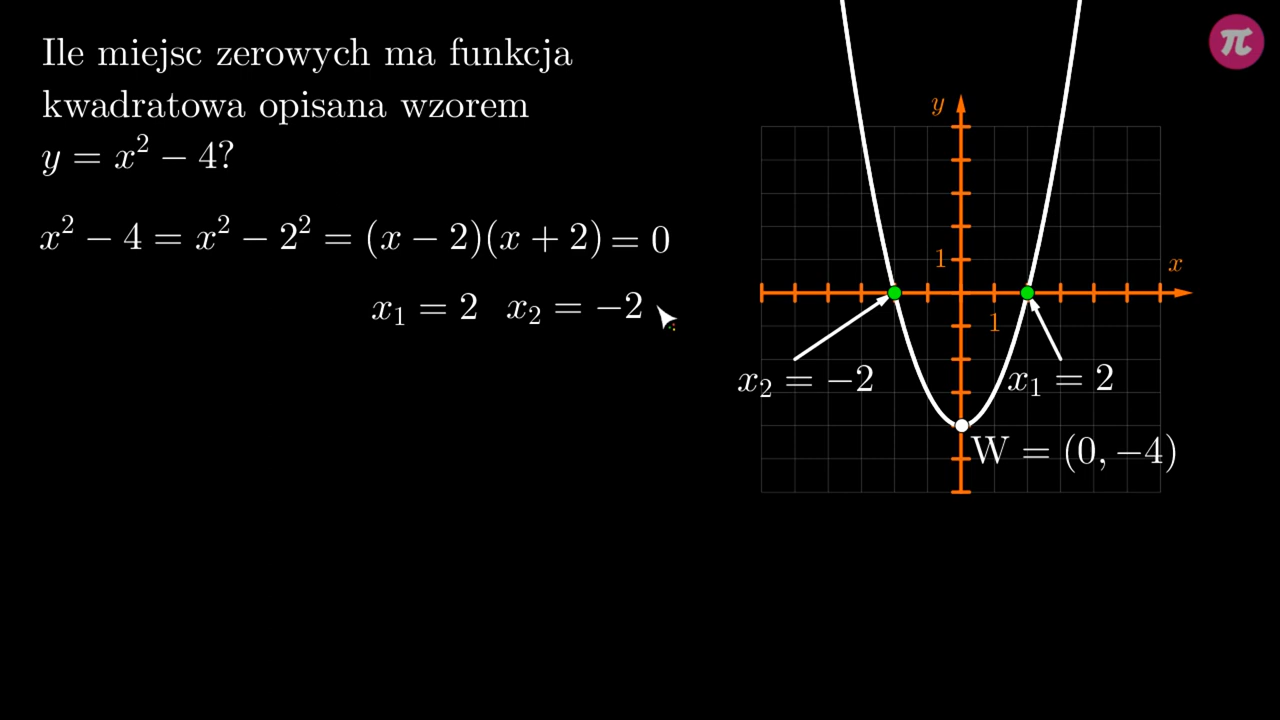 Ile miejsc zerowych ma funkcja
kwadratowa opisana wzorem
y = x² − 4?
x² − 4 = x² − 2² = (x − 2)(x + 2) = 0
x₁ = 2 x₂ = −2
π
y
1
x
1
x₂ = −2
x₁ = 2
W = (0, −4)